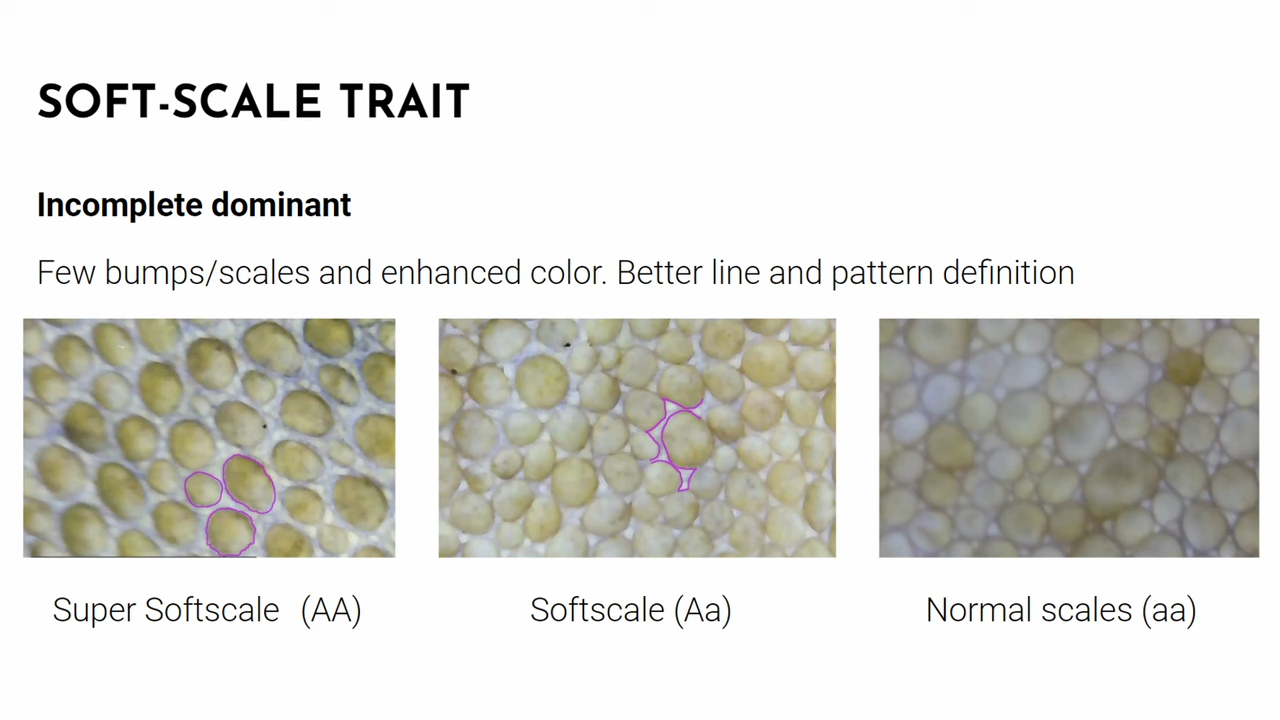 SOFT-SCALE TRAIT
Incomplete dominant
Few bumps/scales and enhanced color. Better line and pattern definition
Super Softscale (AA)
Softscale (Aa)
Normal scales (aa)